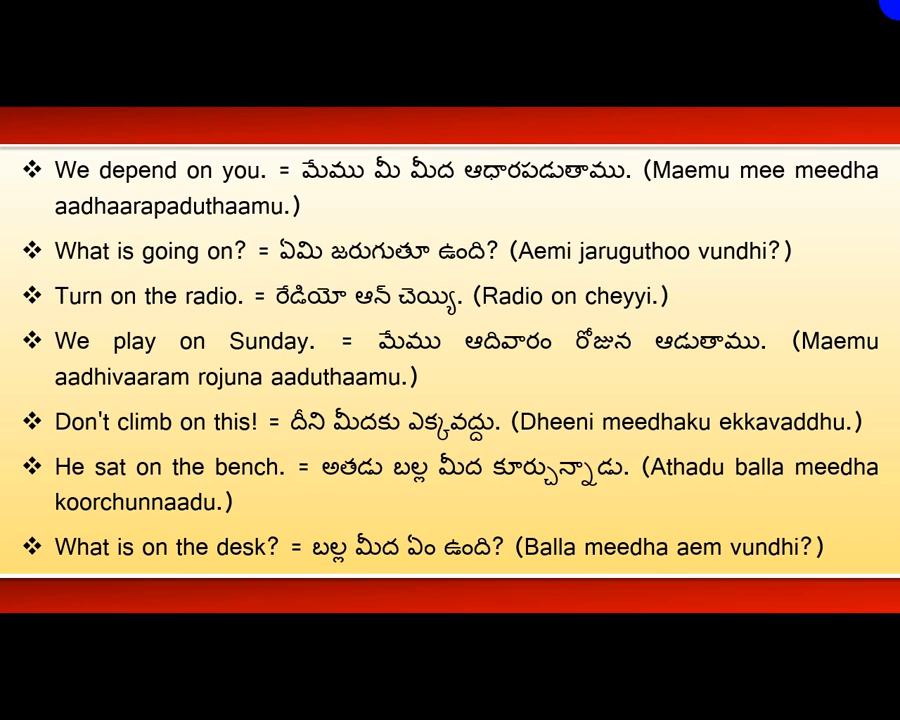 ❖ We depend on you. = మేము మీ మీద ఆధారపడుతాము. (Maemu mee meedha
aadhaarapaduthaamu.)
❖ What is going on? = ఏమి జరుగుతూ ఉంది? (Aemi jaruguthoo vundhi?)
❖ Turn on the radio. = రేడియో ఆన్ చెయ్యి. (Radio on cheyyi.)
❖ We play on Sunday. = మేము ఆదివారం రోజున ఆడుతాము. (Maemu
aadhivaaram rojuna aaduthaamu.)
❖ Don't climb on this! = దీని మీదకు ఎక్కవద్దు. (Dheeni meedhaku ekkavaddhu.)
❖ He sat on the bench. = అతడు బల్ల మీద కూర్చున్నాడు. (Athadu balla meedha
koorchunnaadu.)
❖ What is on the desk? = బల్ల మీద ఏం ఉంది? (Balla meedha aem vundhi?)